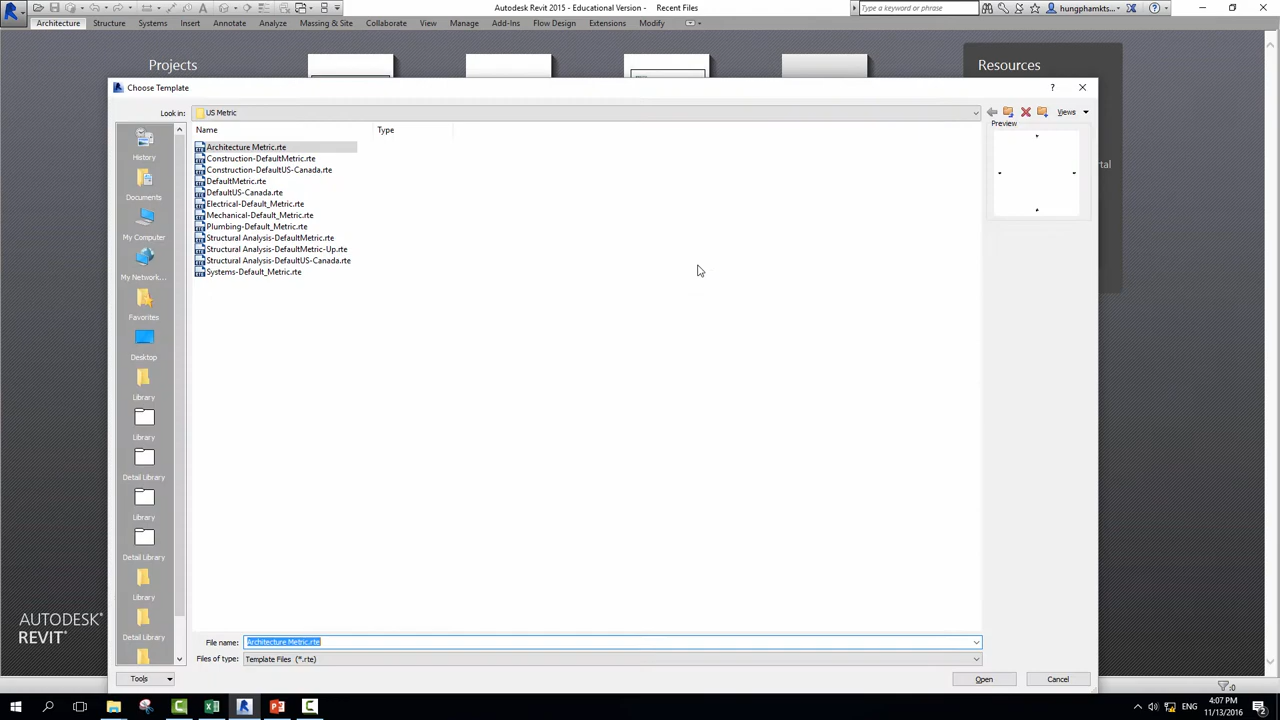 Autodesk Revit 2015 - Educational Version -    Recent Files
Type a keyword or phrase
hungphamkts...
Architecture Structure Systems Insert Annotate Analyze Massing & Site Collaborate View Manage Add-Ins Flow Design Extensions Modify
Projects
Resources
Choose Template
Look in:
US Metric
Views
Preview
Name
Type
Architecture Metric.rte
Construction-DefaultMetric.rte
Construction-DefaultUS-Canada.rte
DefaultMetric.rte
DefaultUS-Canada.rte
Electrical-Default_Metric.rte
Mechanical-Default_Metric.rte
Plumbing-Default_Metric.rte
Structural Analysis-DefaultMetric.rte
Structural Analysis-DefaultMetric-Up.rte
Structural Analysis-DefaultUS-Canada.rte
Systems-Default_Metric.rte
History
Documents
My Computer
My Network...
Favorites
Desktop
Library
Library
Detail Library
Library
Detail Library
Library
Detail Library
AUTODESK®
REVIT®
File name:
Architecture Metric.rte
Files of type:
Template Files (*.rte)
Tools
Open
Cancel
:0
ENG
4:07 PM
11/13/2016
2